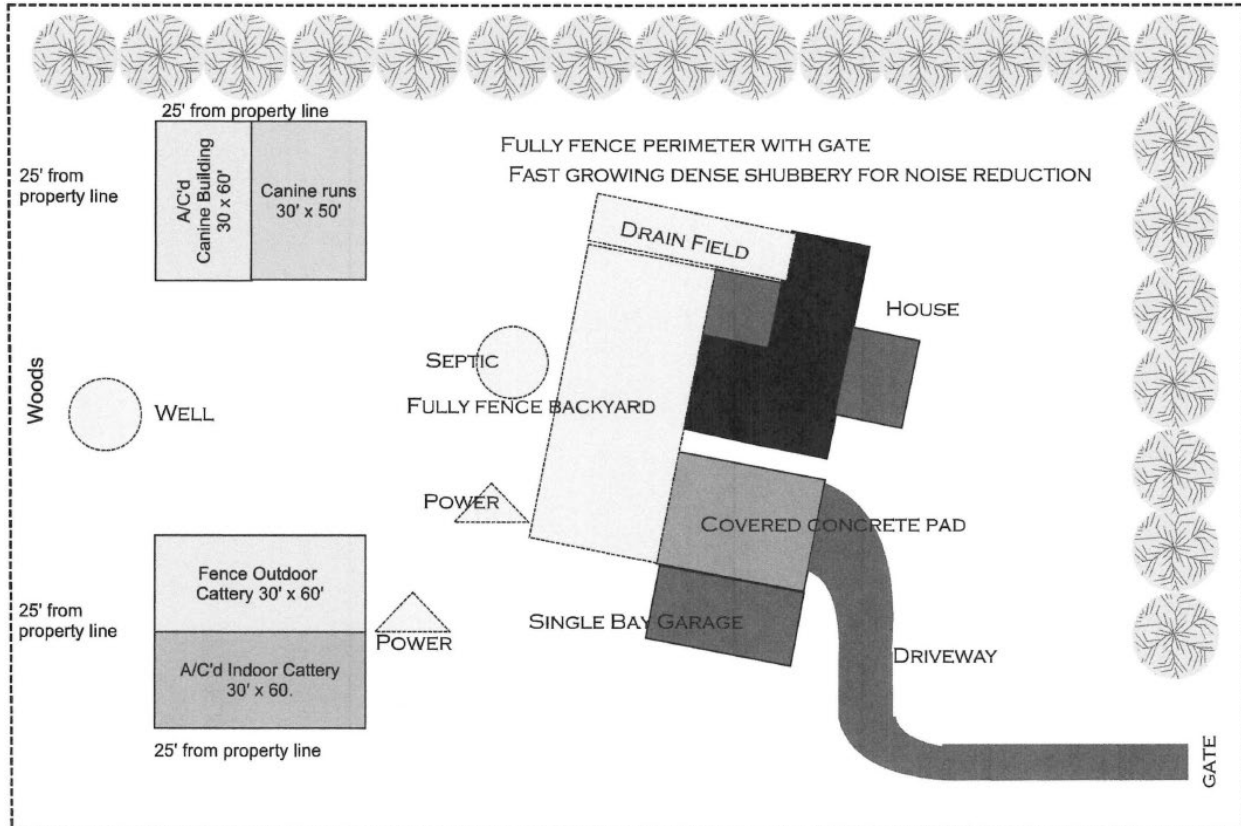 25' from property line
25' from
property line
A/C'd
Canine Building
30 x 60'
Canine runs
30' x 50'
FULLY FENCE PERIMETER WITH GATE
FAST GROWING DENSE SHUBBERY FOR NOISE REDUCTION
DRAIN FIELD
HOUSE
SEPTIC
Woods
WELL
FULLY FENCE BACKYARD
POWER
COVERED CONCRETE PAD
Fence Outdoor
Cattery 30' x 60'
25' from
property line
SINGLE BAY GARAGE
POWER
DRIVEWAY
A/C'd Indoor Cattery
30' x 60.
25' from property line
GATE